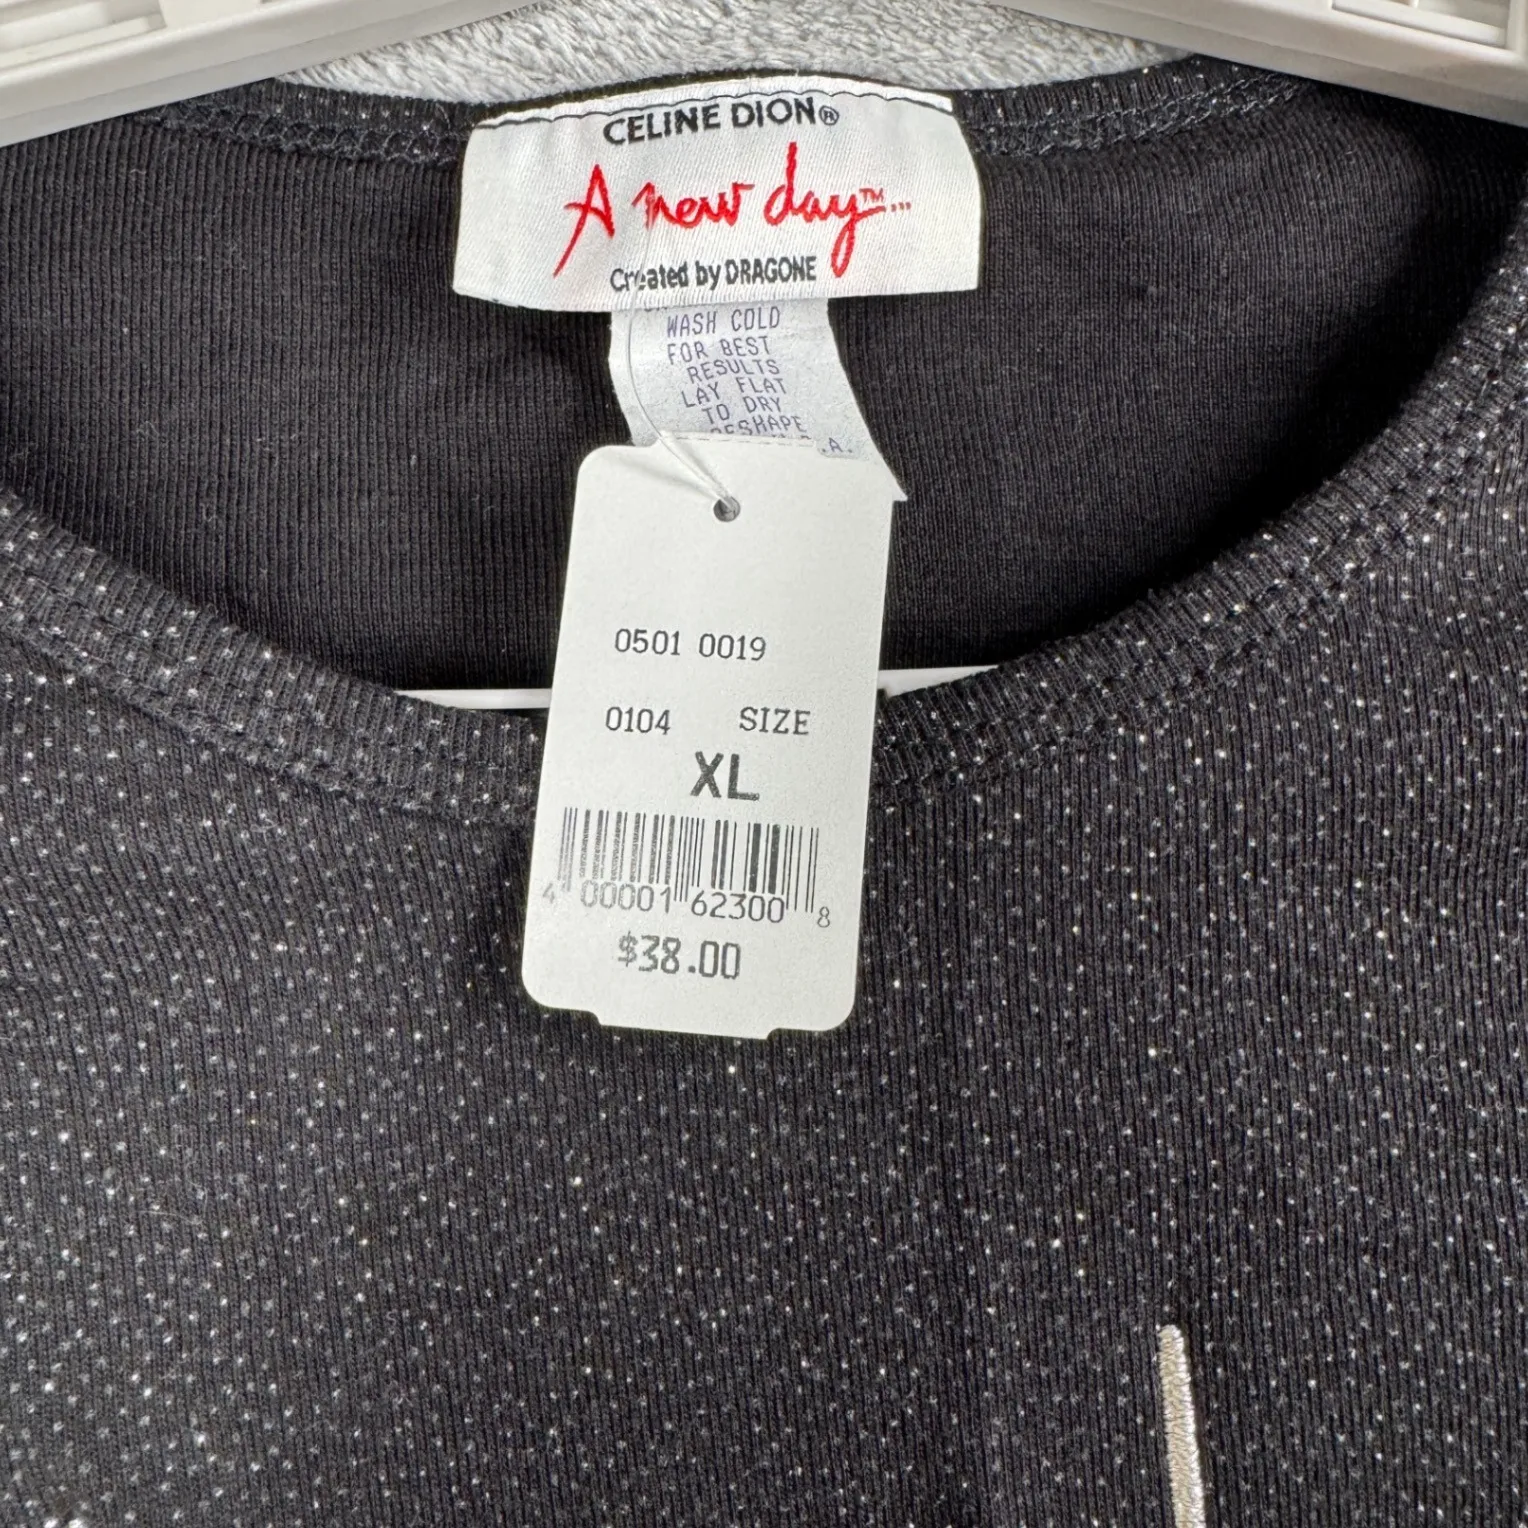 CELINE DION®
A new day™...
Created by DRAGONE
WASH COLD
FOR BEST
RESULTS
LAY FLAT
TO DRY
RESHAPE
.A.
0501 0019
0104 SIZE
XL
4 00001 62300 8
$38.00